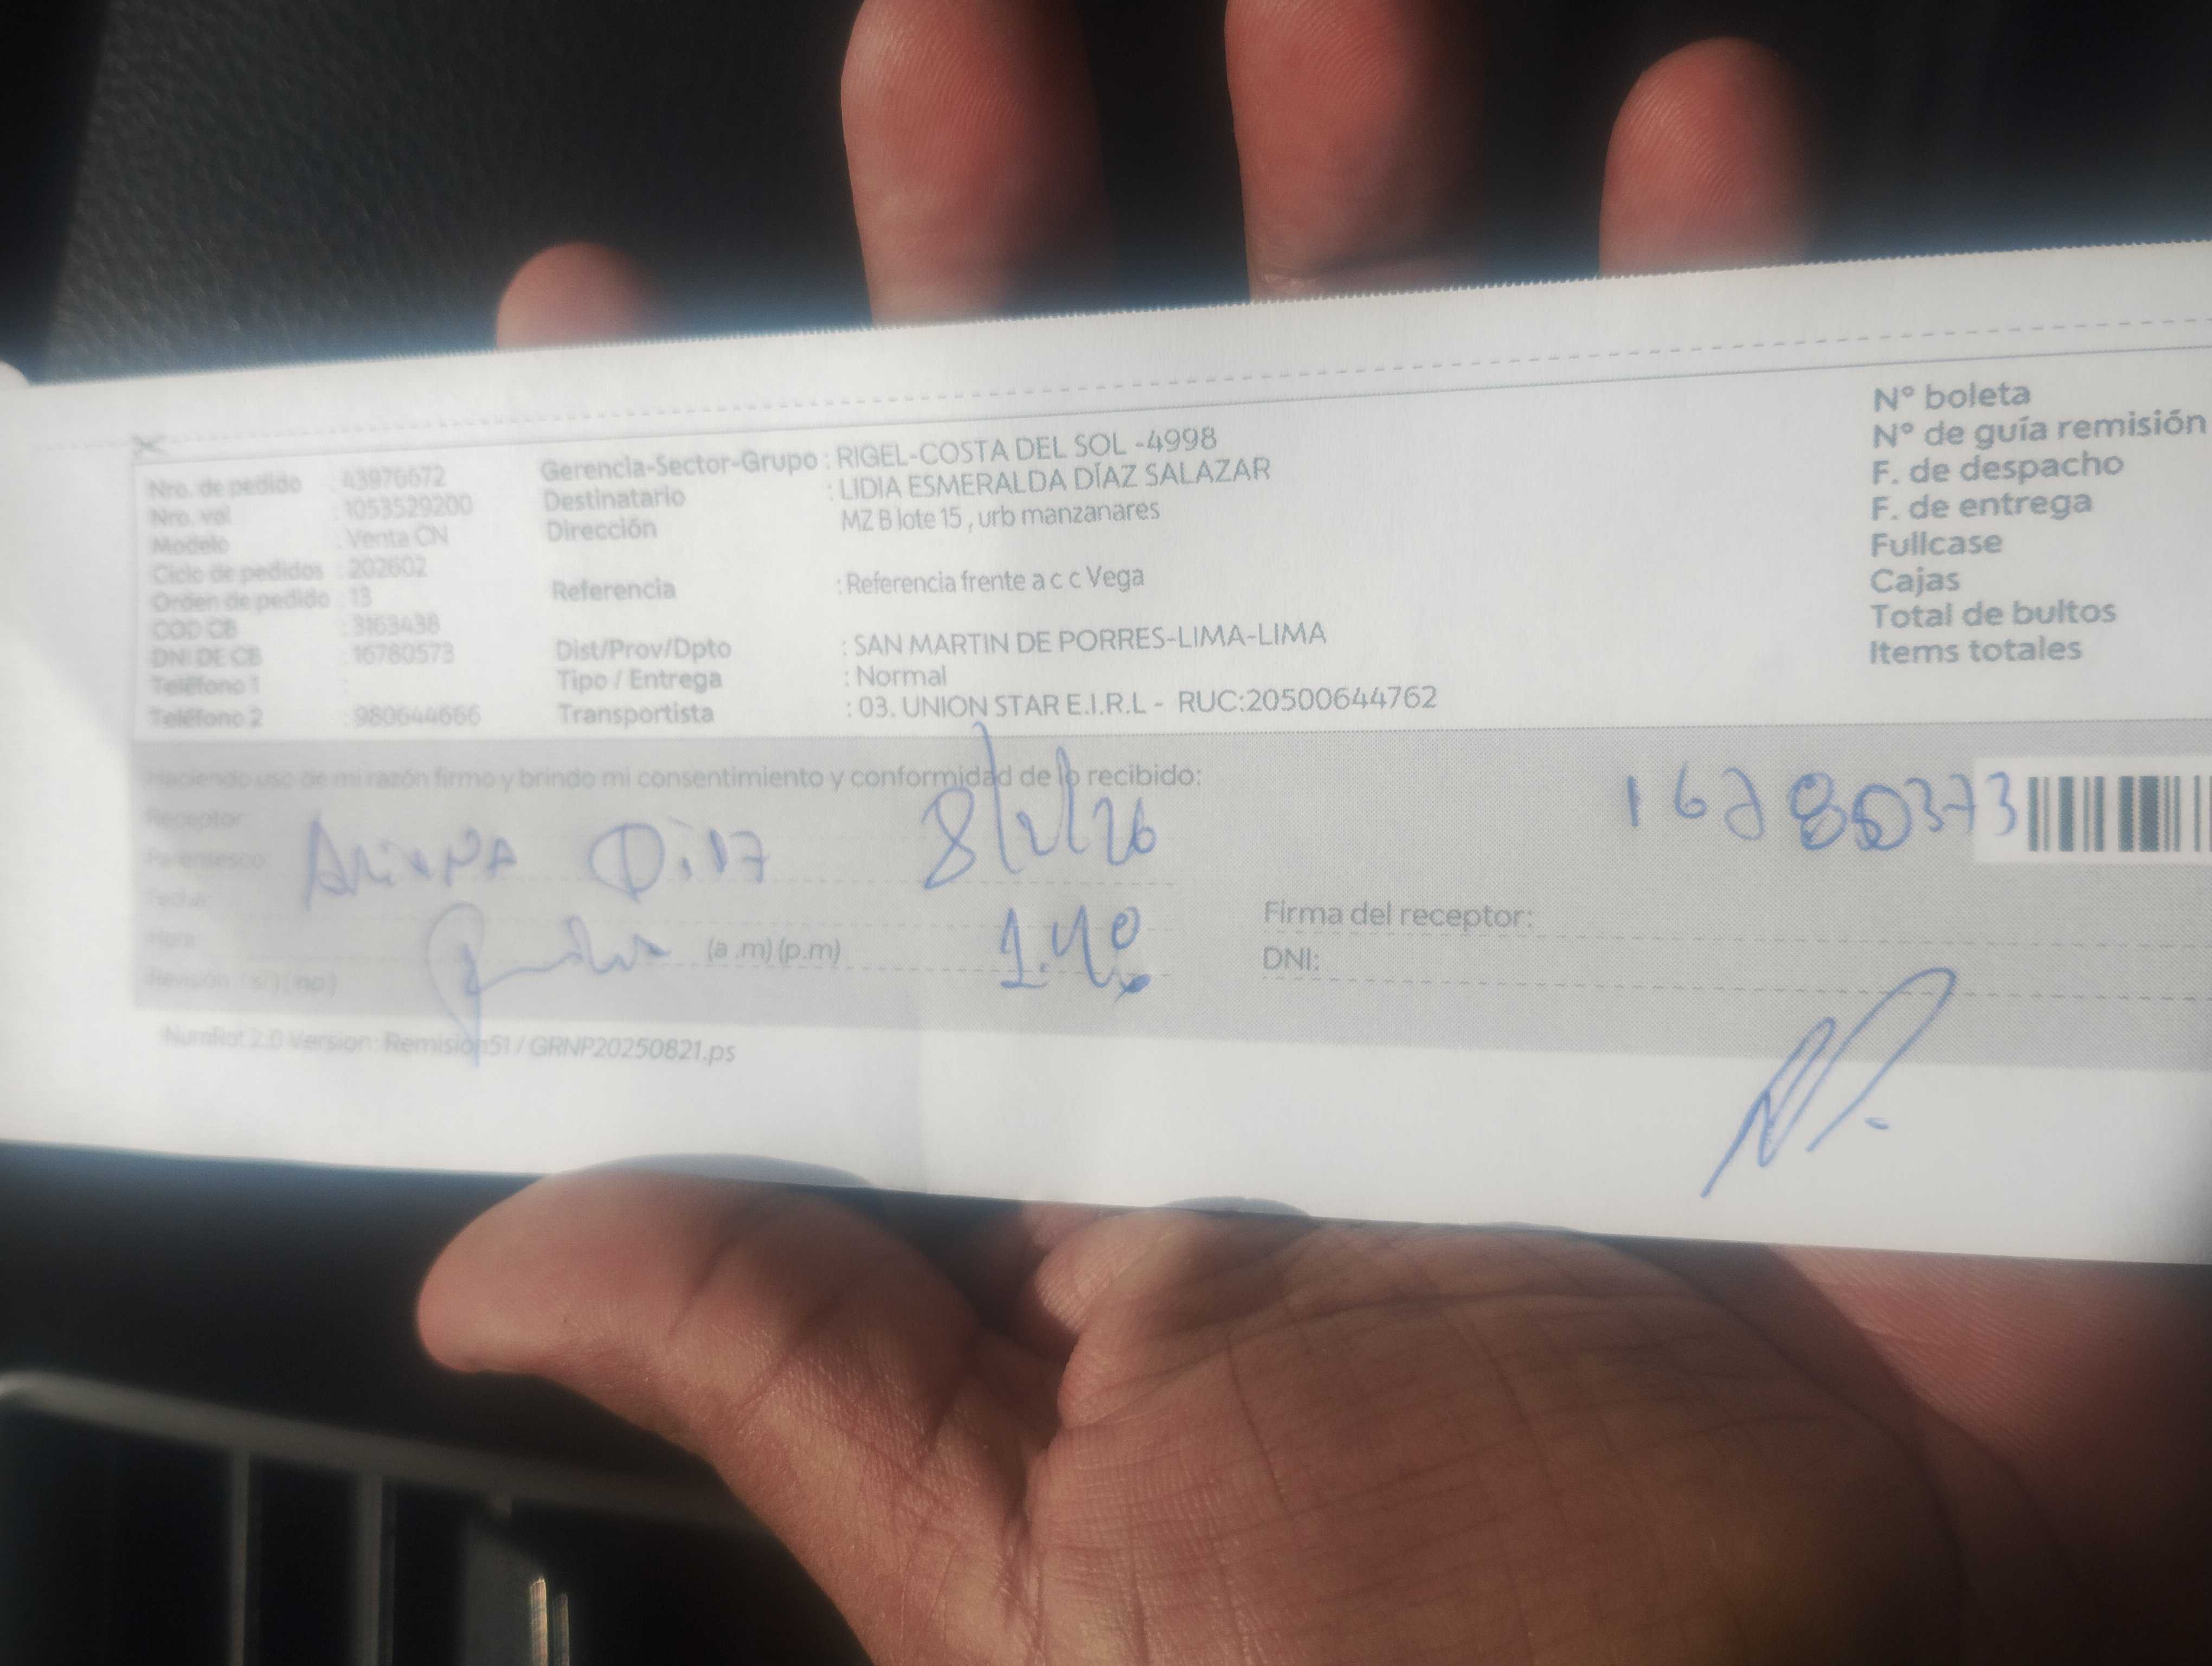 Nro. de pedido : 43976672
Nro. vol : 1053529200
Modelo : Venta CN
Ciclo de pedidos : 202602
Orden de pedido : 13
COD CB : 3163438
DNI DE CB : 16780573
Teléfono 1 :
Teléfono 2 : 980644666
Gerencia-Sector-Grupo : RIGEL-COSTA DEL SOL -4998
Destinatario : LIDIA ESMERALDA DÍAZ SALAZAR
Dirección MZ B lote 15 , urb manzanares
Referencia : Referencia frente a c c Vega
Dist/Prov/Dpto : SAN MARTIN DE PORRES-LIMA-LIMA
Tipo / Entrega : Normal
Transportista : 03. UNION STAR E.I.R.L - RUC:20500644762
N° boleta
N° de guía remisión
F. de despacho
F. de entrega
Fullcase
Cajas
Total de bultos
Items totales
Haciendo uso de mi razón firmo y brindo mi consentimiento y conformidad de lo recibido:
Receptor:
Parentesco:
Fecha:
Hora:
Revisión (si) (no)
8/2/26
(a .m) (p.m) 1.40
Firma del receptor:
DNI:
NumRot 2.0 Version: Remision51 / GRNP20250821.ps